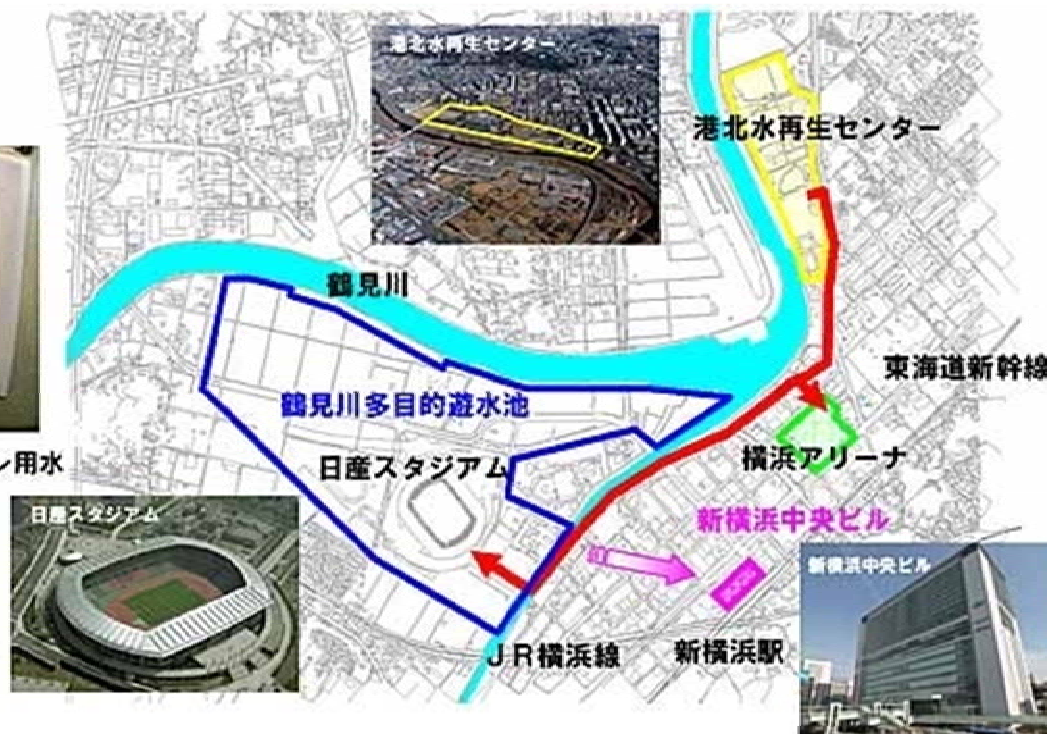 港北水再生センター
港北水再生センター
鶴見川
東海道新幹線
鶴見川多目的遊水池
ン用水
日産スタジアム
横浜アリーナ
日産スタジアム
新横浜中央ビル
新横浜中央ビル
JR横浜線
新横浜駅